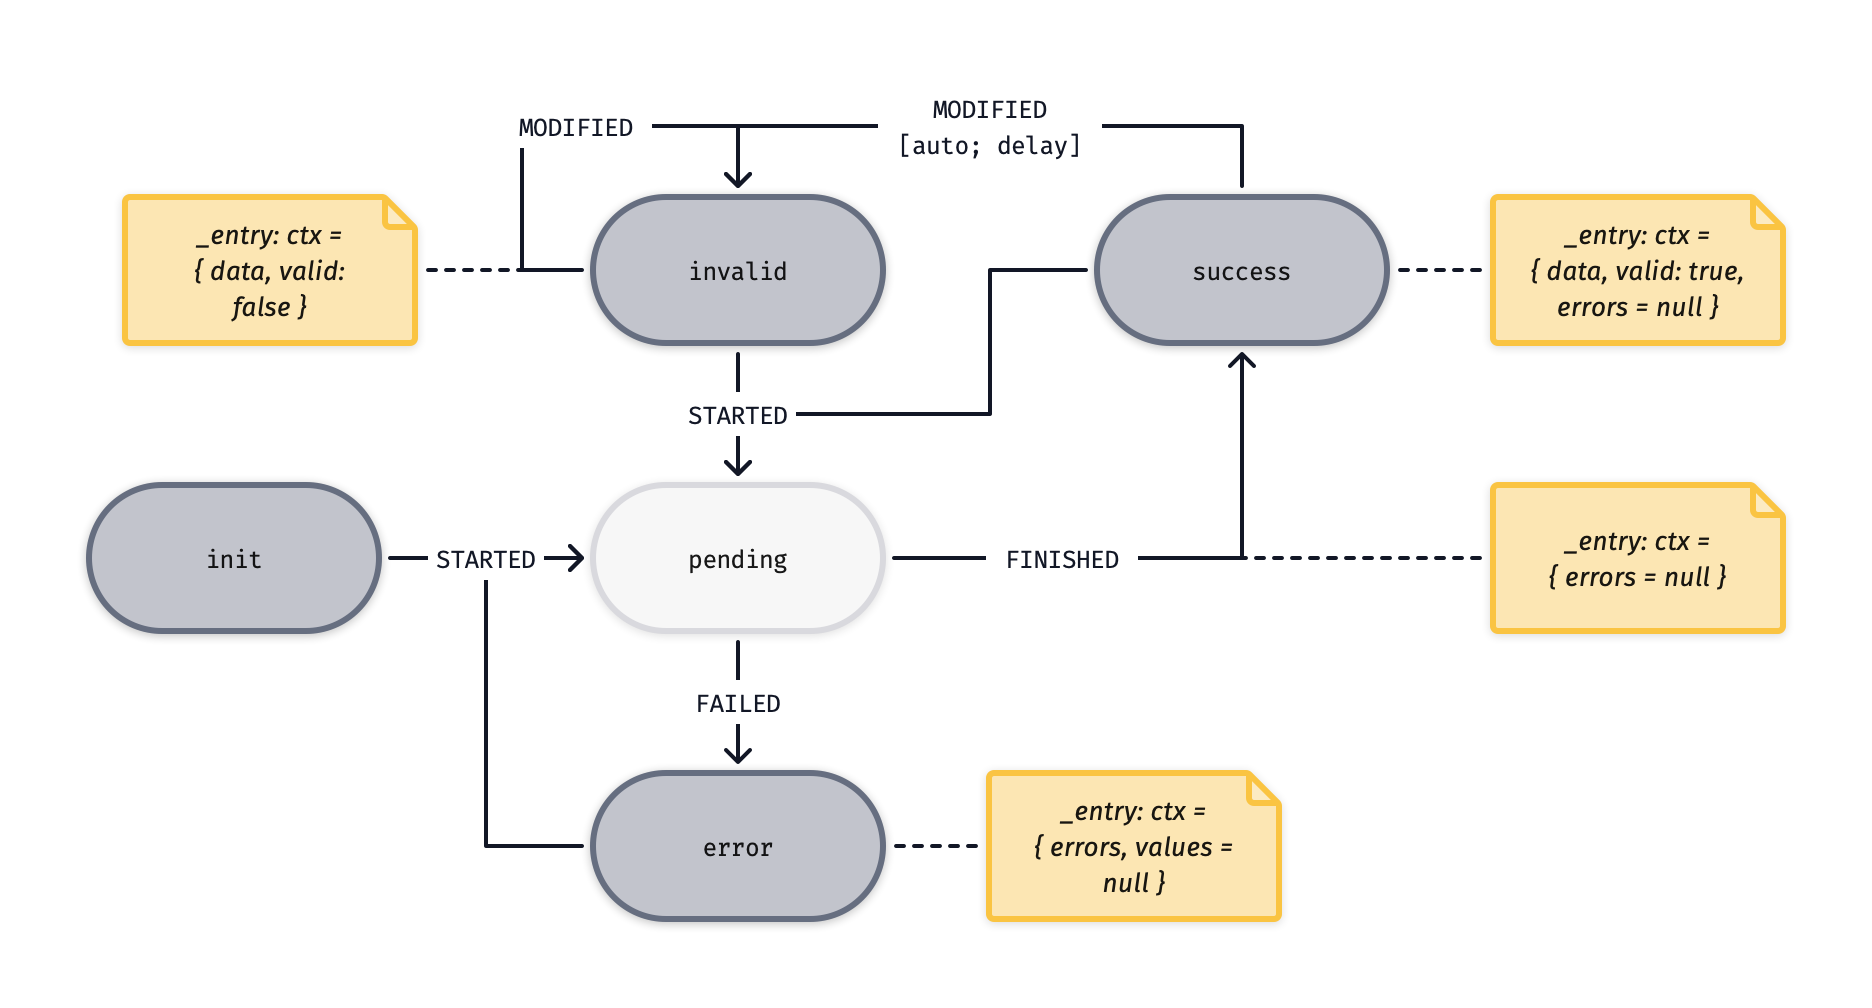 MODIFIED
MODIFIED
[auto; delay]
_entry: ctx =
{ data, valid:
false }
invalid
success
_entry: ctx =
{ data, valid: true,
errors = null }
STARTED
init
STARTED
pending
FINISHED
_entry: ctx =
{ errors = null }
FAILED
error
_entry: ctx =
{ errors, values =
null }